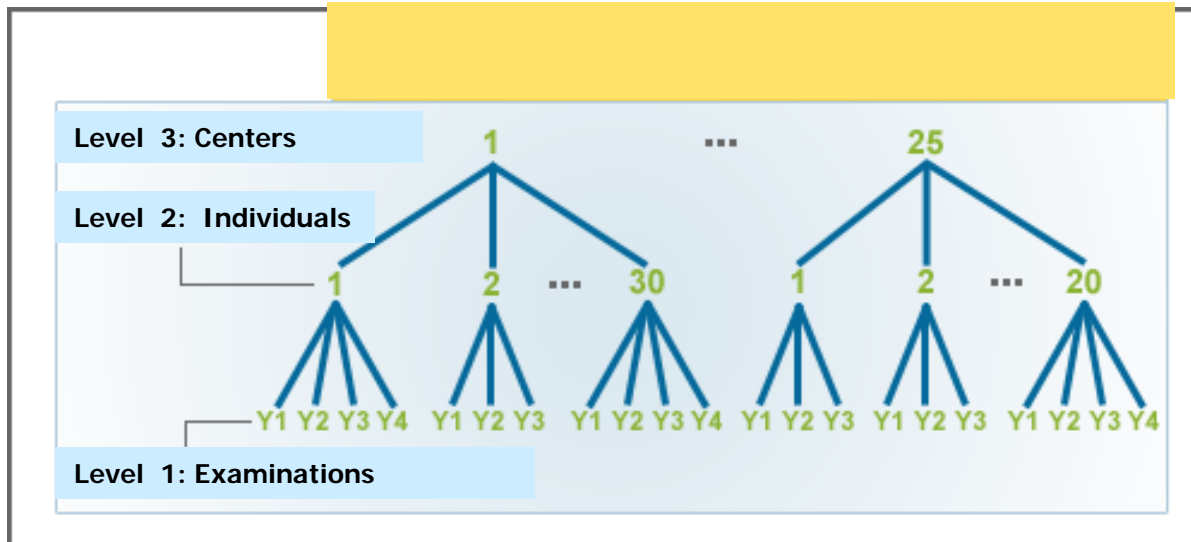 Level 3: Centers 1 ... 25
Level 2: Individuals
1 2 ... 30 1 2 ... 20
Y1 Y2 Y3 Y4 Y1 Y2 Y3 Y1 Y2 Y3 Y4 Y1 Y2 Y3 Y1 Y2 Y3 Y1 Y2 Y3 Y4
Level 1: Examinations